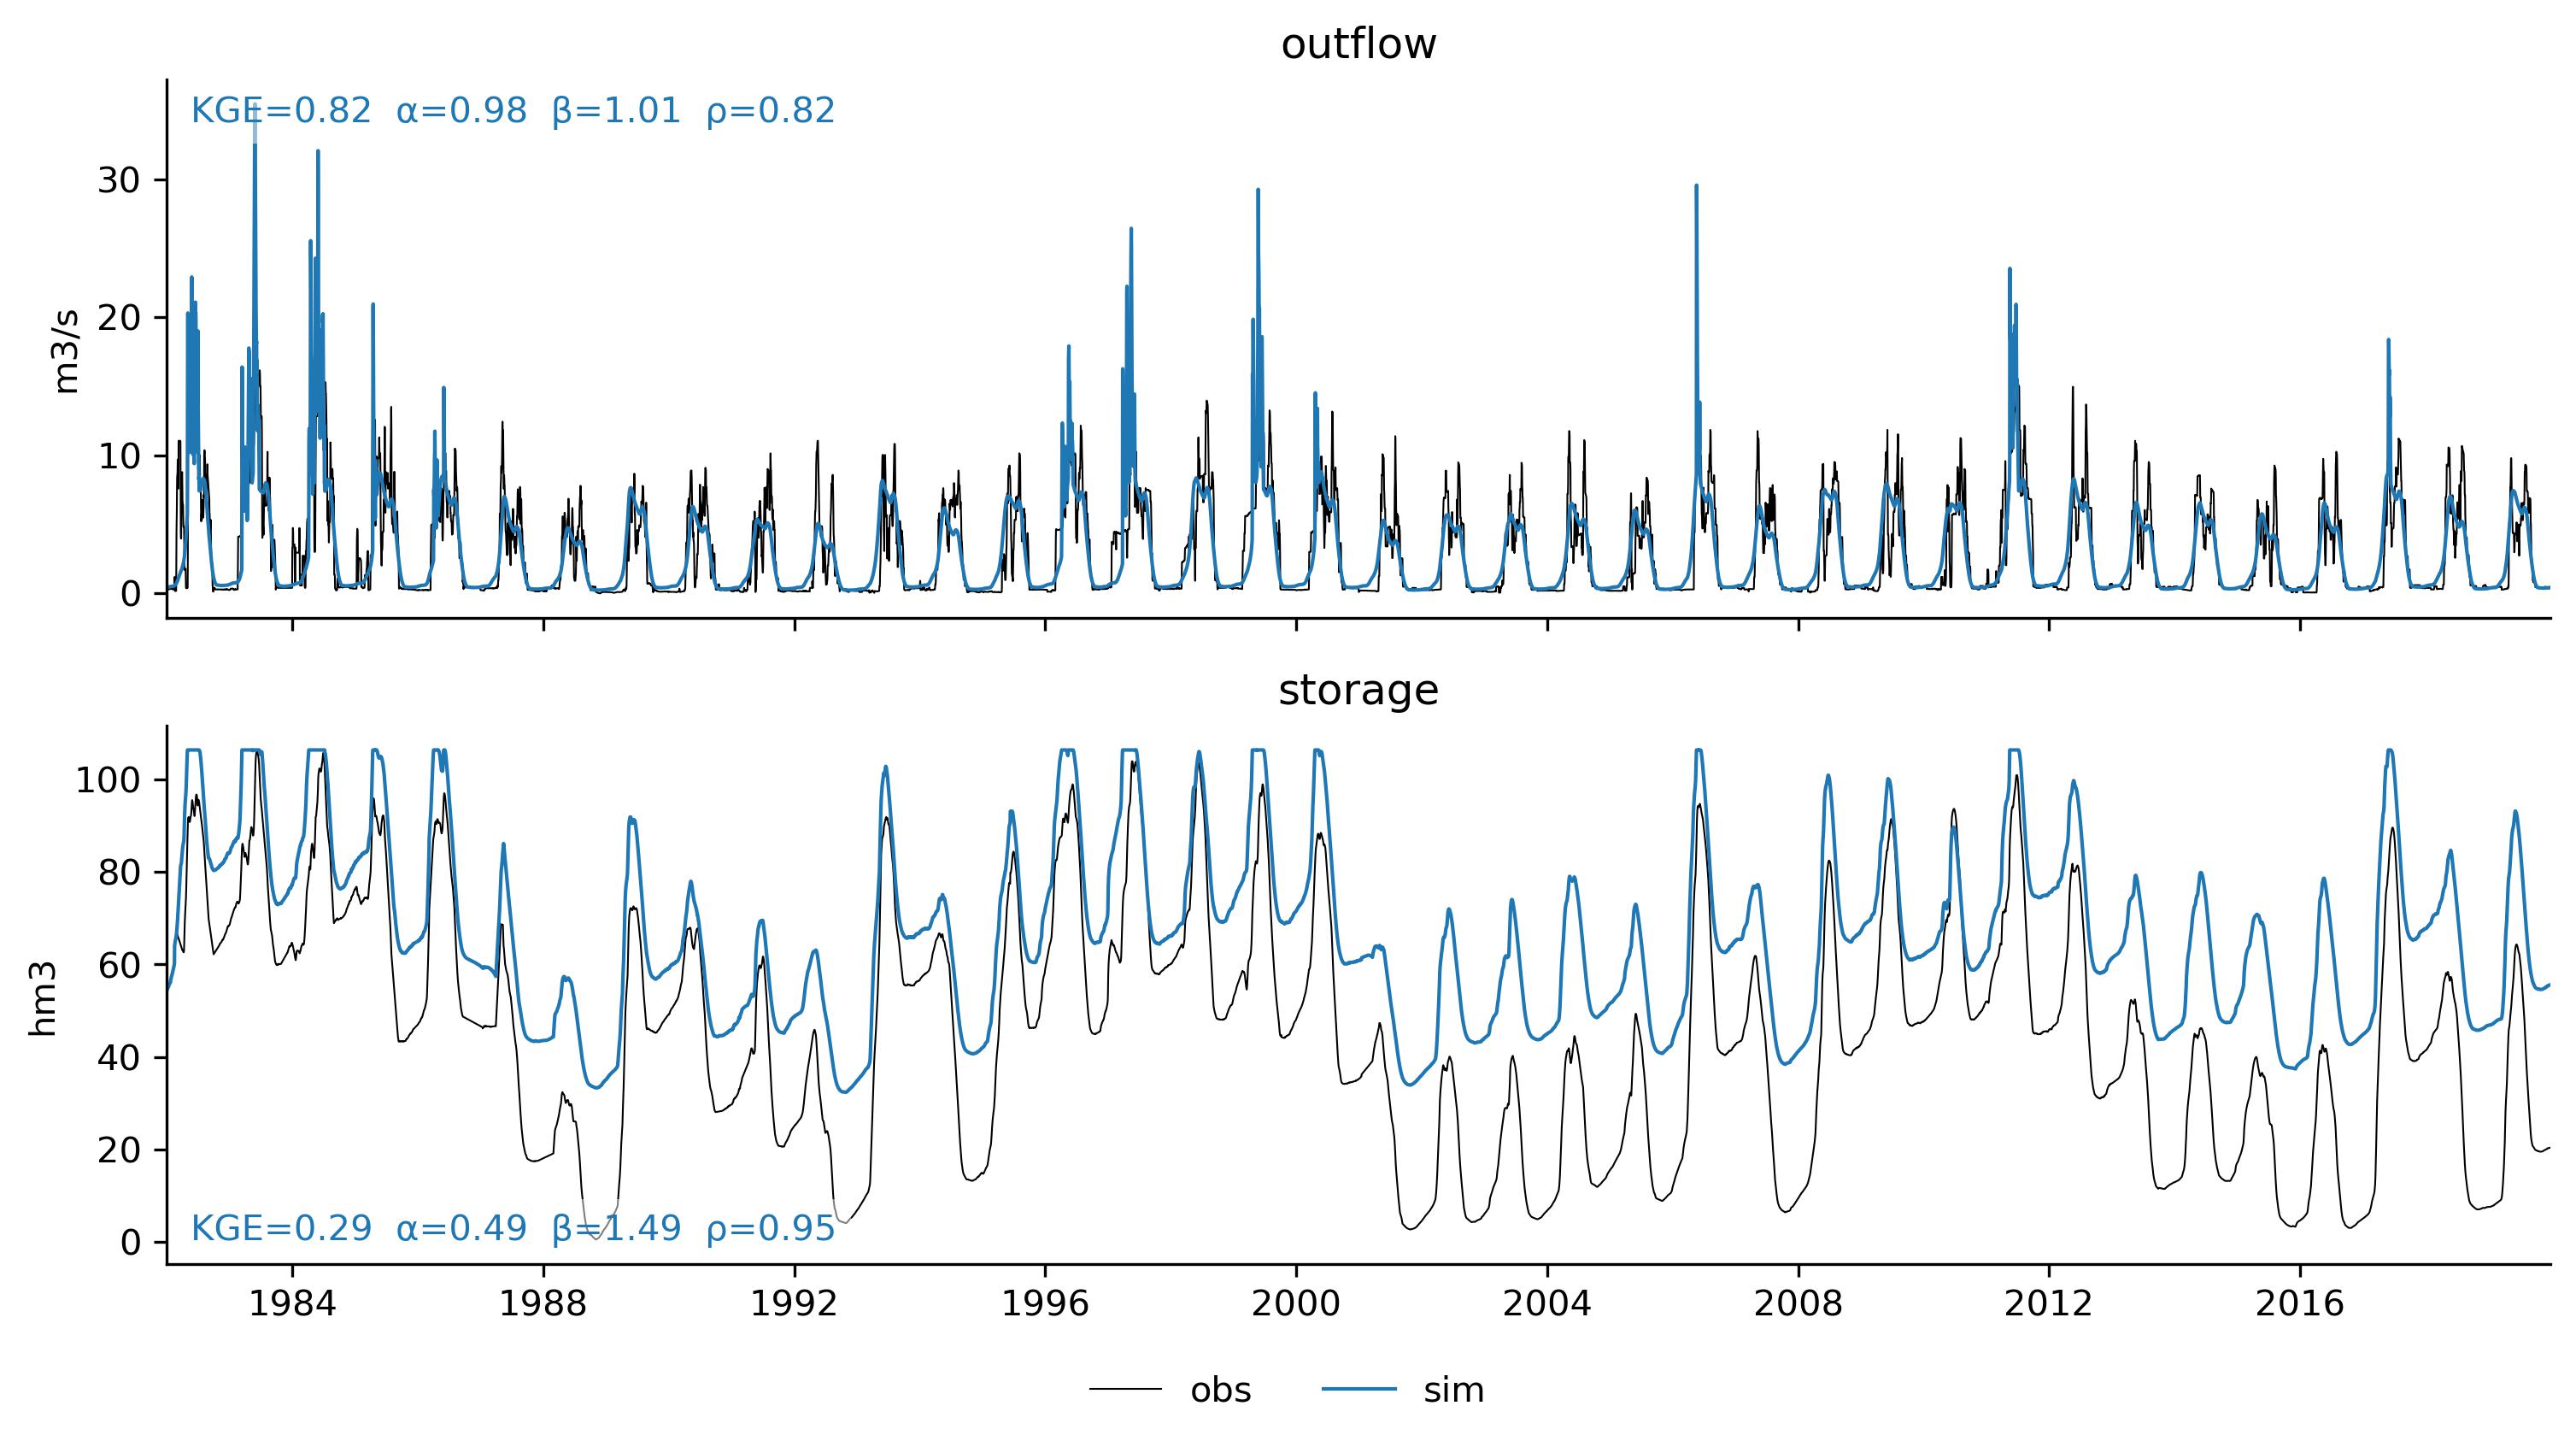 outflow
KGE=0.82 α=0.98 β=1.01 ρ=0.82
m3/s
30
20
10
0
storage
hm3
100
80
60
40
20
0
KGE=0.29 α=0.49 β=1.49 ρ=0.95
1984 1988 1992 1996 2000 2004 2008 2012 2016
obs sim